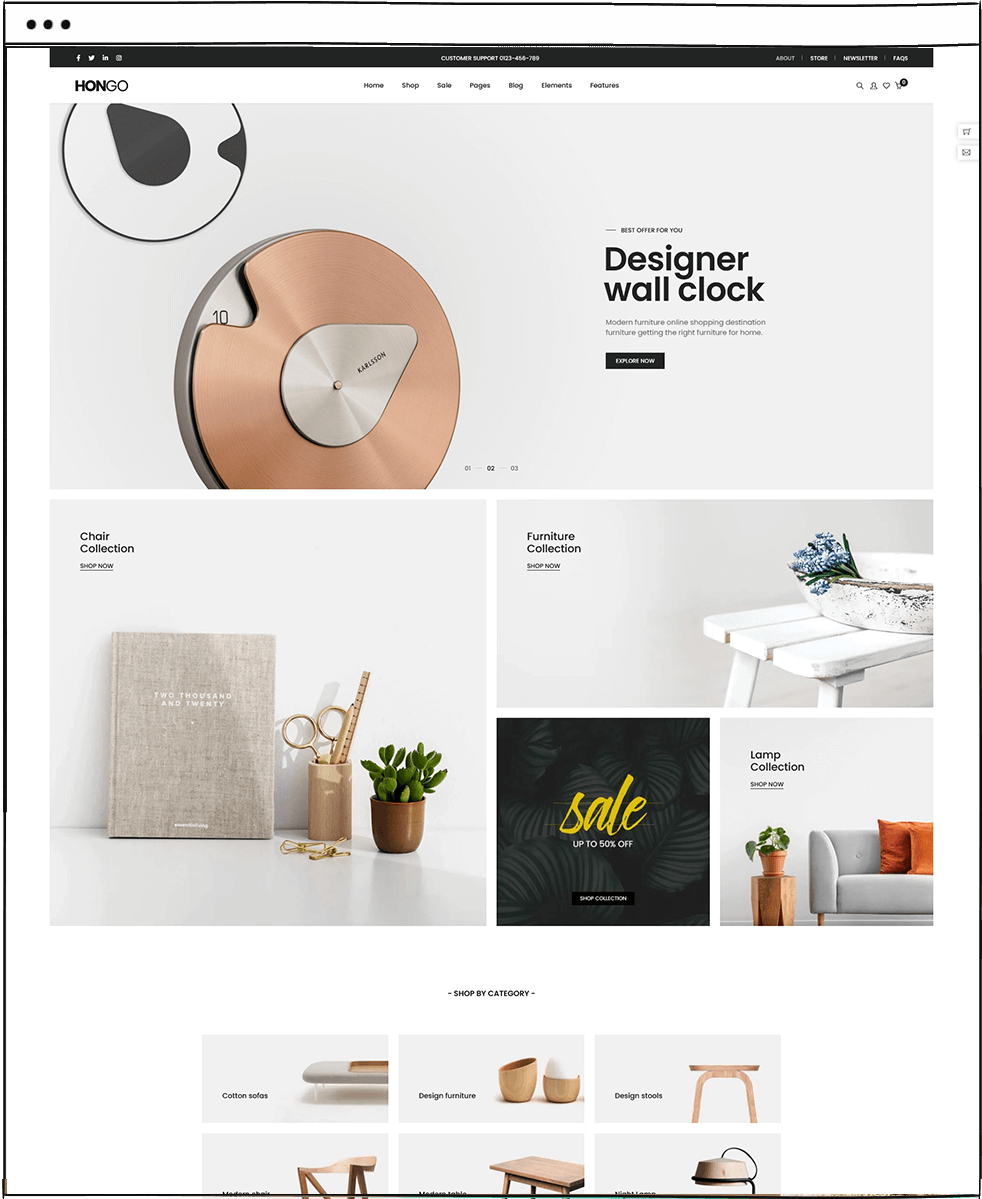 CUSTOMER SUPPORT 0123-456-789
ABOUT
STORE
NEWSLETTER
FAQS
HONGO
Home
Shop
Sale
Pages
Blog
Elements
Features
0
10
KARLSSON
BEST OFFER FOR YOU
Designer
wall clock
Modern furniture online shopping destination
furniture getting the right furniture for home.
EXPLORE NOW
01
02
03
Chair
Collection
SHOP NOW
TWO THOUSAND
AND TWENTY
Furniture
Collection
SHOP NOW
sale
UP TO 50% OFF
SHOP COLLECTION
Lamp
Collection
SHOP NOW
- SHOP BY CATEGORY -
Cotton sofas
Design furniture
Design stools
Modern chair
Modern table
Night Lamp